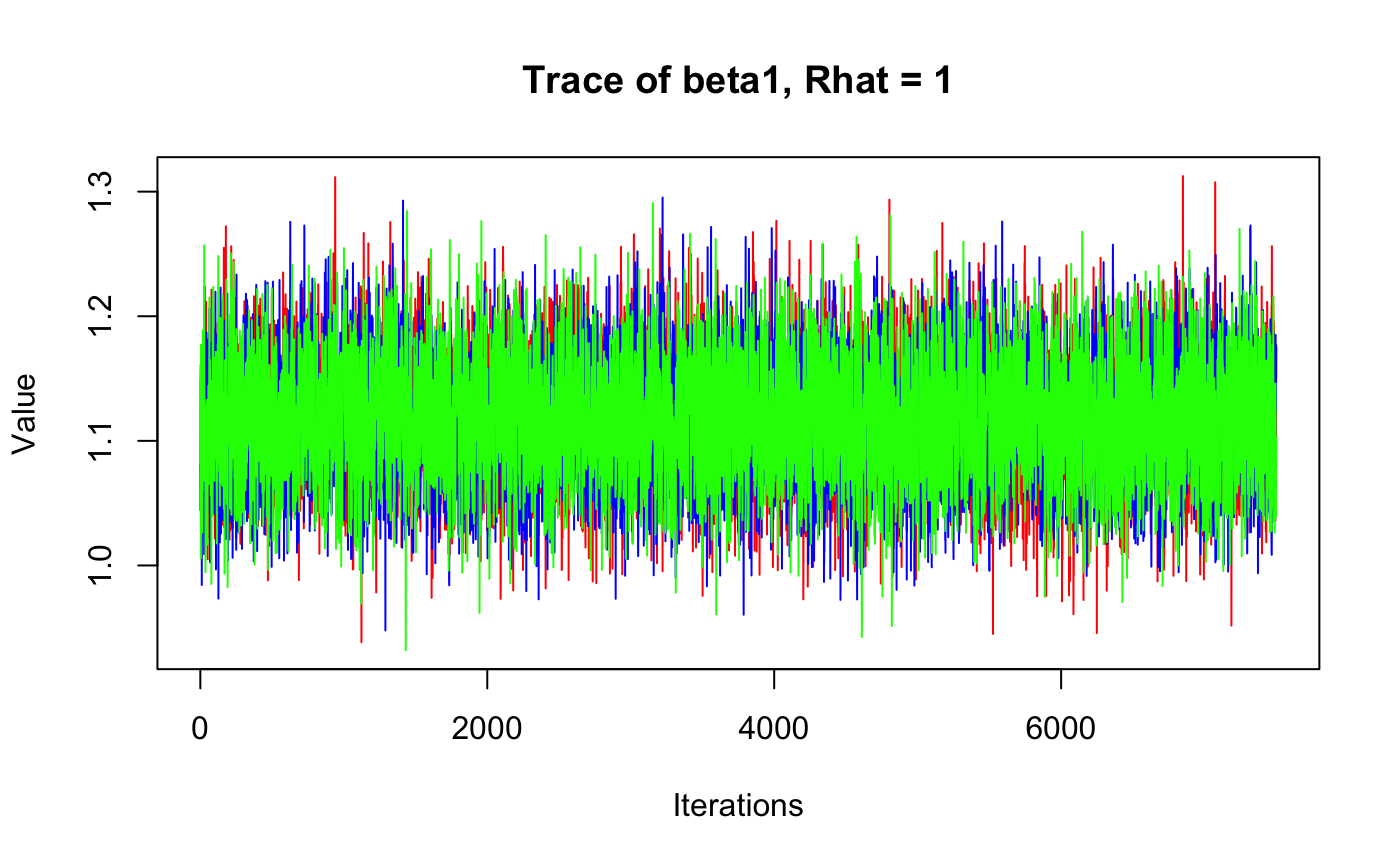 Trace of beta1, Rhat = 1
Value
1.3
1.2
1.1
1.0
0 2000 4000 6000
Iterations